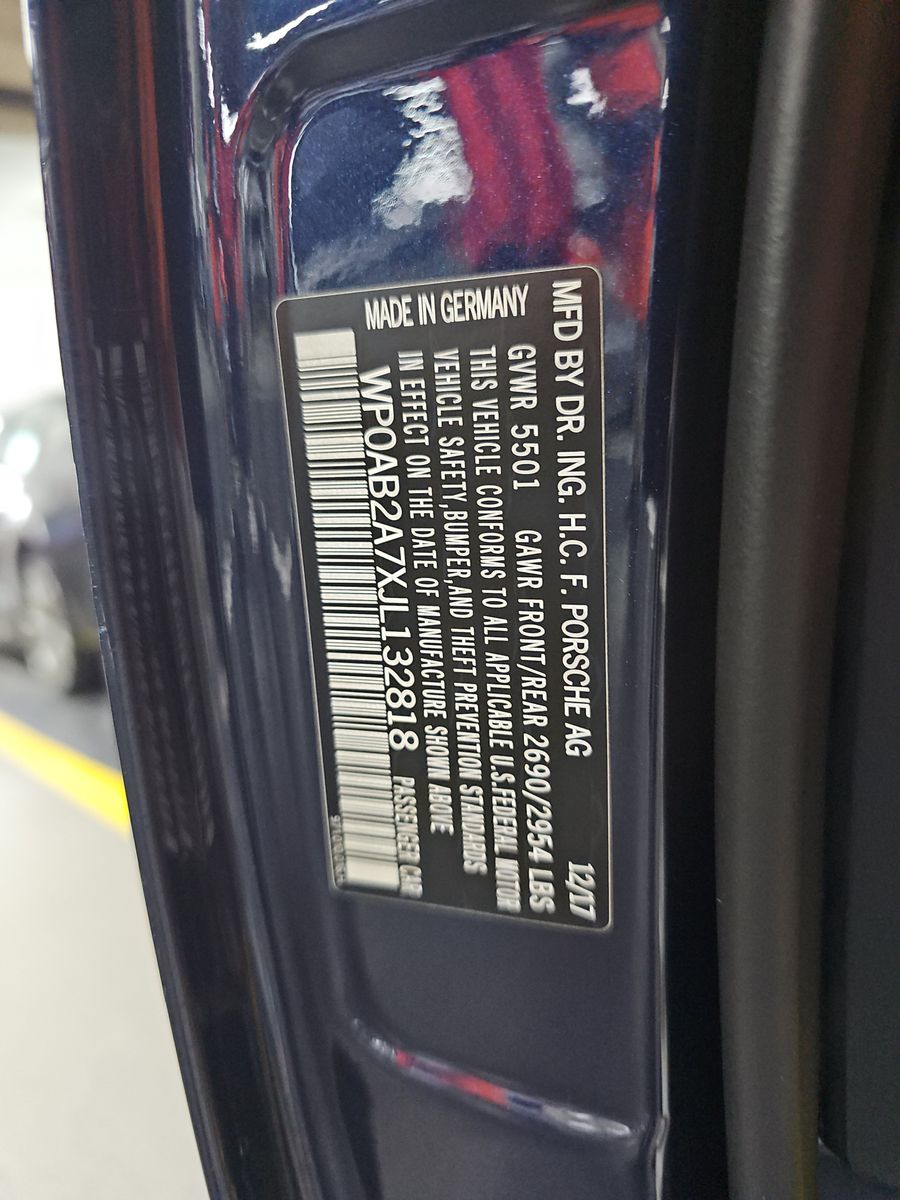 MFD BY DR. ING. H.C. F. PORSCHE AG 12/17
GVWR 5501 GAWR FRONT/REAR 2690/2954 LBS
THIS VEHICLE CONFORMS TO ALL APPLICABLE U.S.FEDERAL MOTOR
VEHICLE SAFETY,BUMPER,AND THEFT PREVENTION STANDARDS
IN EFFECT ON THE DATE OF MANUFACTURE SHOWN ABOVE
MADE IN GERMANY
WP0AB2A7XJL132818 PASSENGER CAR